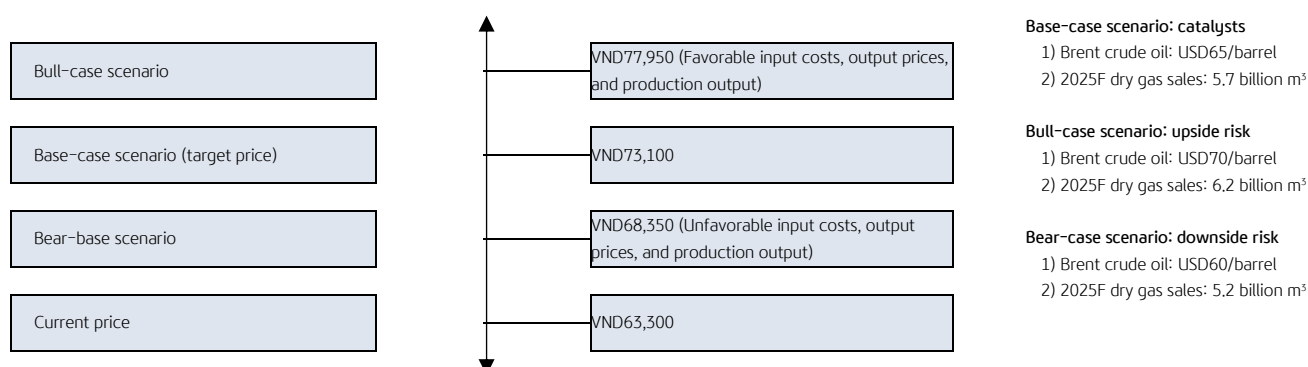 Bull-case scenario
VND77,950 (Favorable input costs, output prices,
and production output)
Base-case scenario (target price)
VND73,100
Bear-base scenario
VND68,350 (Unfavorable input costs, output
prices, and production output)
Current price
VND63,300
Base-case scenario: catalysts
1) Brent crude oil: USD65/barrel
2) 2025F dry gas sales: 5.7 billion m³
Bull-case scenario: upside risk
1) Brent crude oil: USD70/barrel
2) 2025F dry gas sales: 6.2 billion m³
Bear-case scenario: downside risk
1) Brent crude oil: USD60/barrel
2) 2025F dry gas sales: 5.2 billion m³